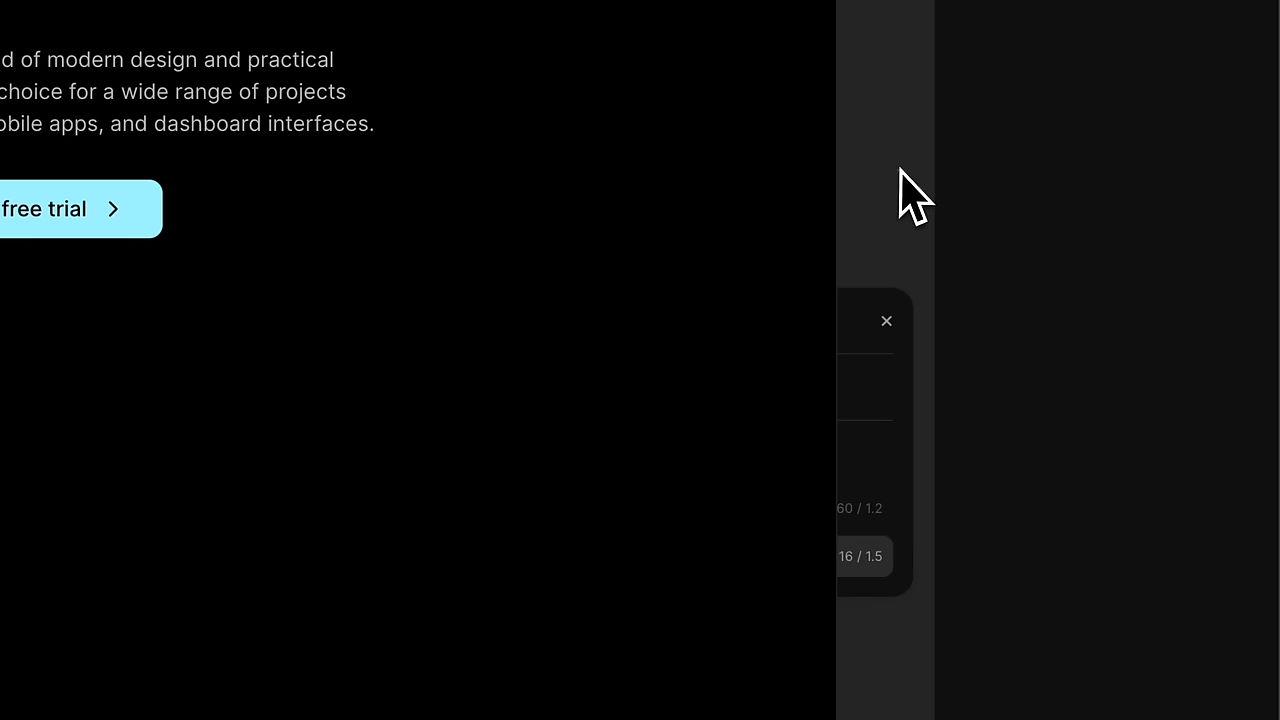 d of modern design and practical
choice for a wide range of projects
obile apps, and dashboard interfaces.
free trial
60 / 1.2
16 / 1.5